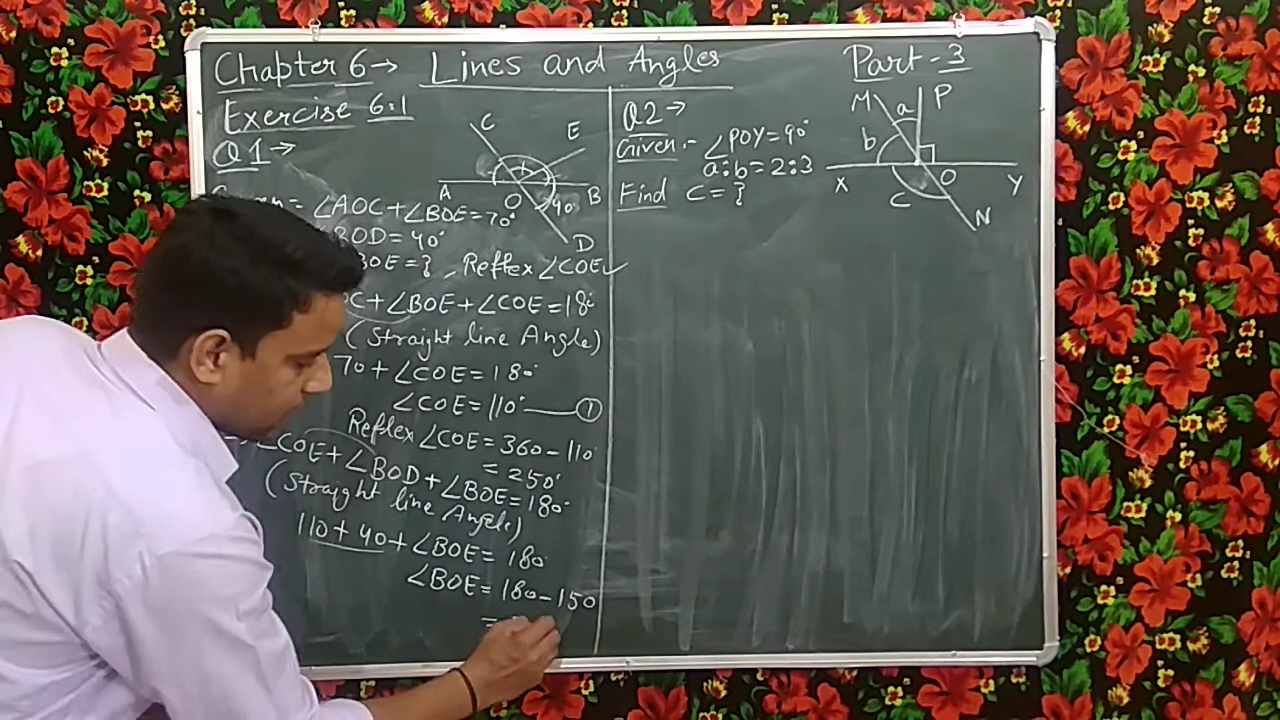 Chapter 6 → Lines and Angles
Part - 3
Exercise 6.1
Q1 →
C
E
A
O
B
40°
D
∠AOC + ∠BOE = 70°
∠BOD = 40°
BOE = ? , Reflex ∠COE ✓
OC + ∠BOE + ∠COE = 180°
(Straight line Angle)
70 + ∠COE = 180°
∠COE = 110° —— ①
Reflex ∠COE = 360 - 110
= 250°
∠COE + ∠BOD + ∠BOE = 180°
(Straight line Angle)
110 + 40 + ∠BOE = 180°
∠BOE = 180 - 150
=
Q2 →
Given :- ∠POY = 90°
a : b = 2 : 3
Find C = ?
M
a
P
b
X
O
Y
C
N